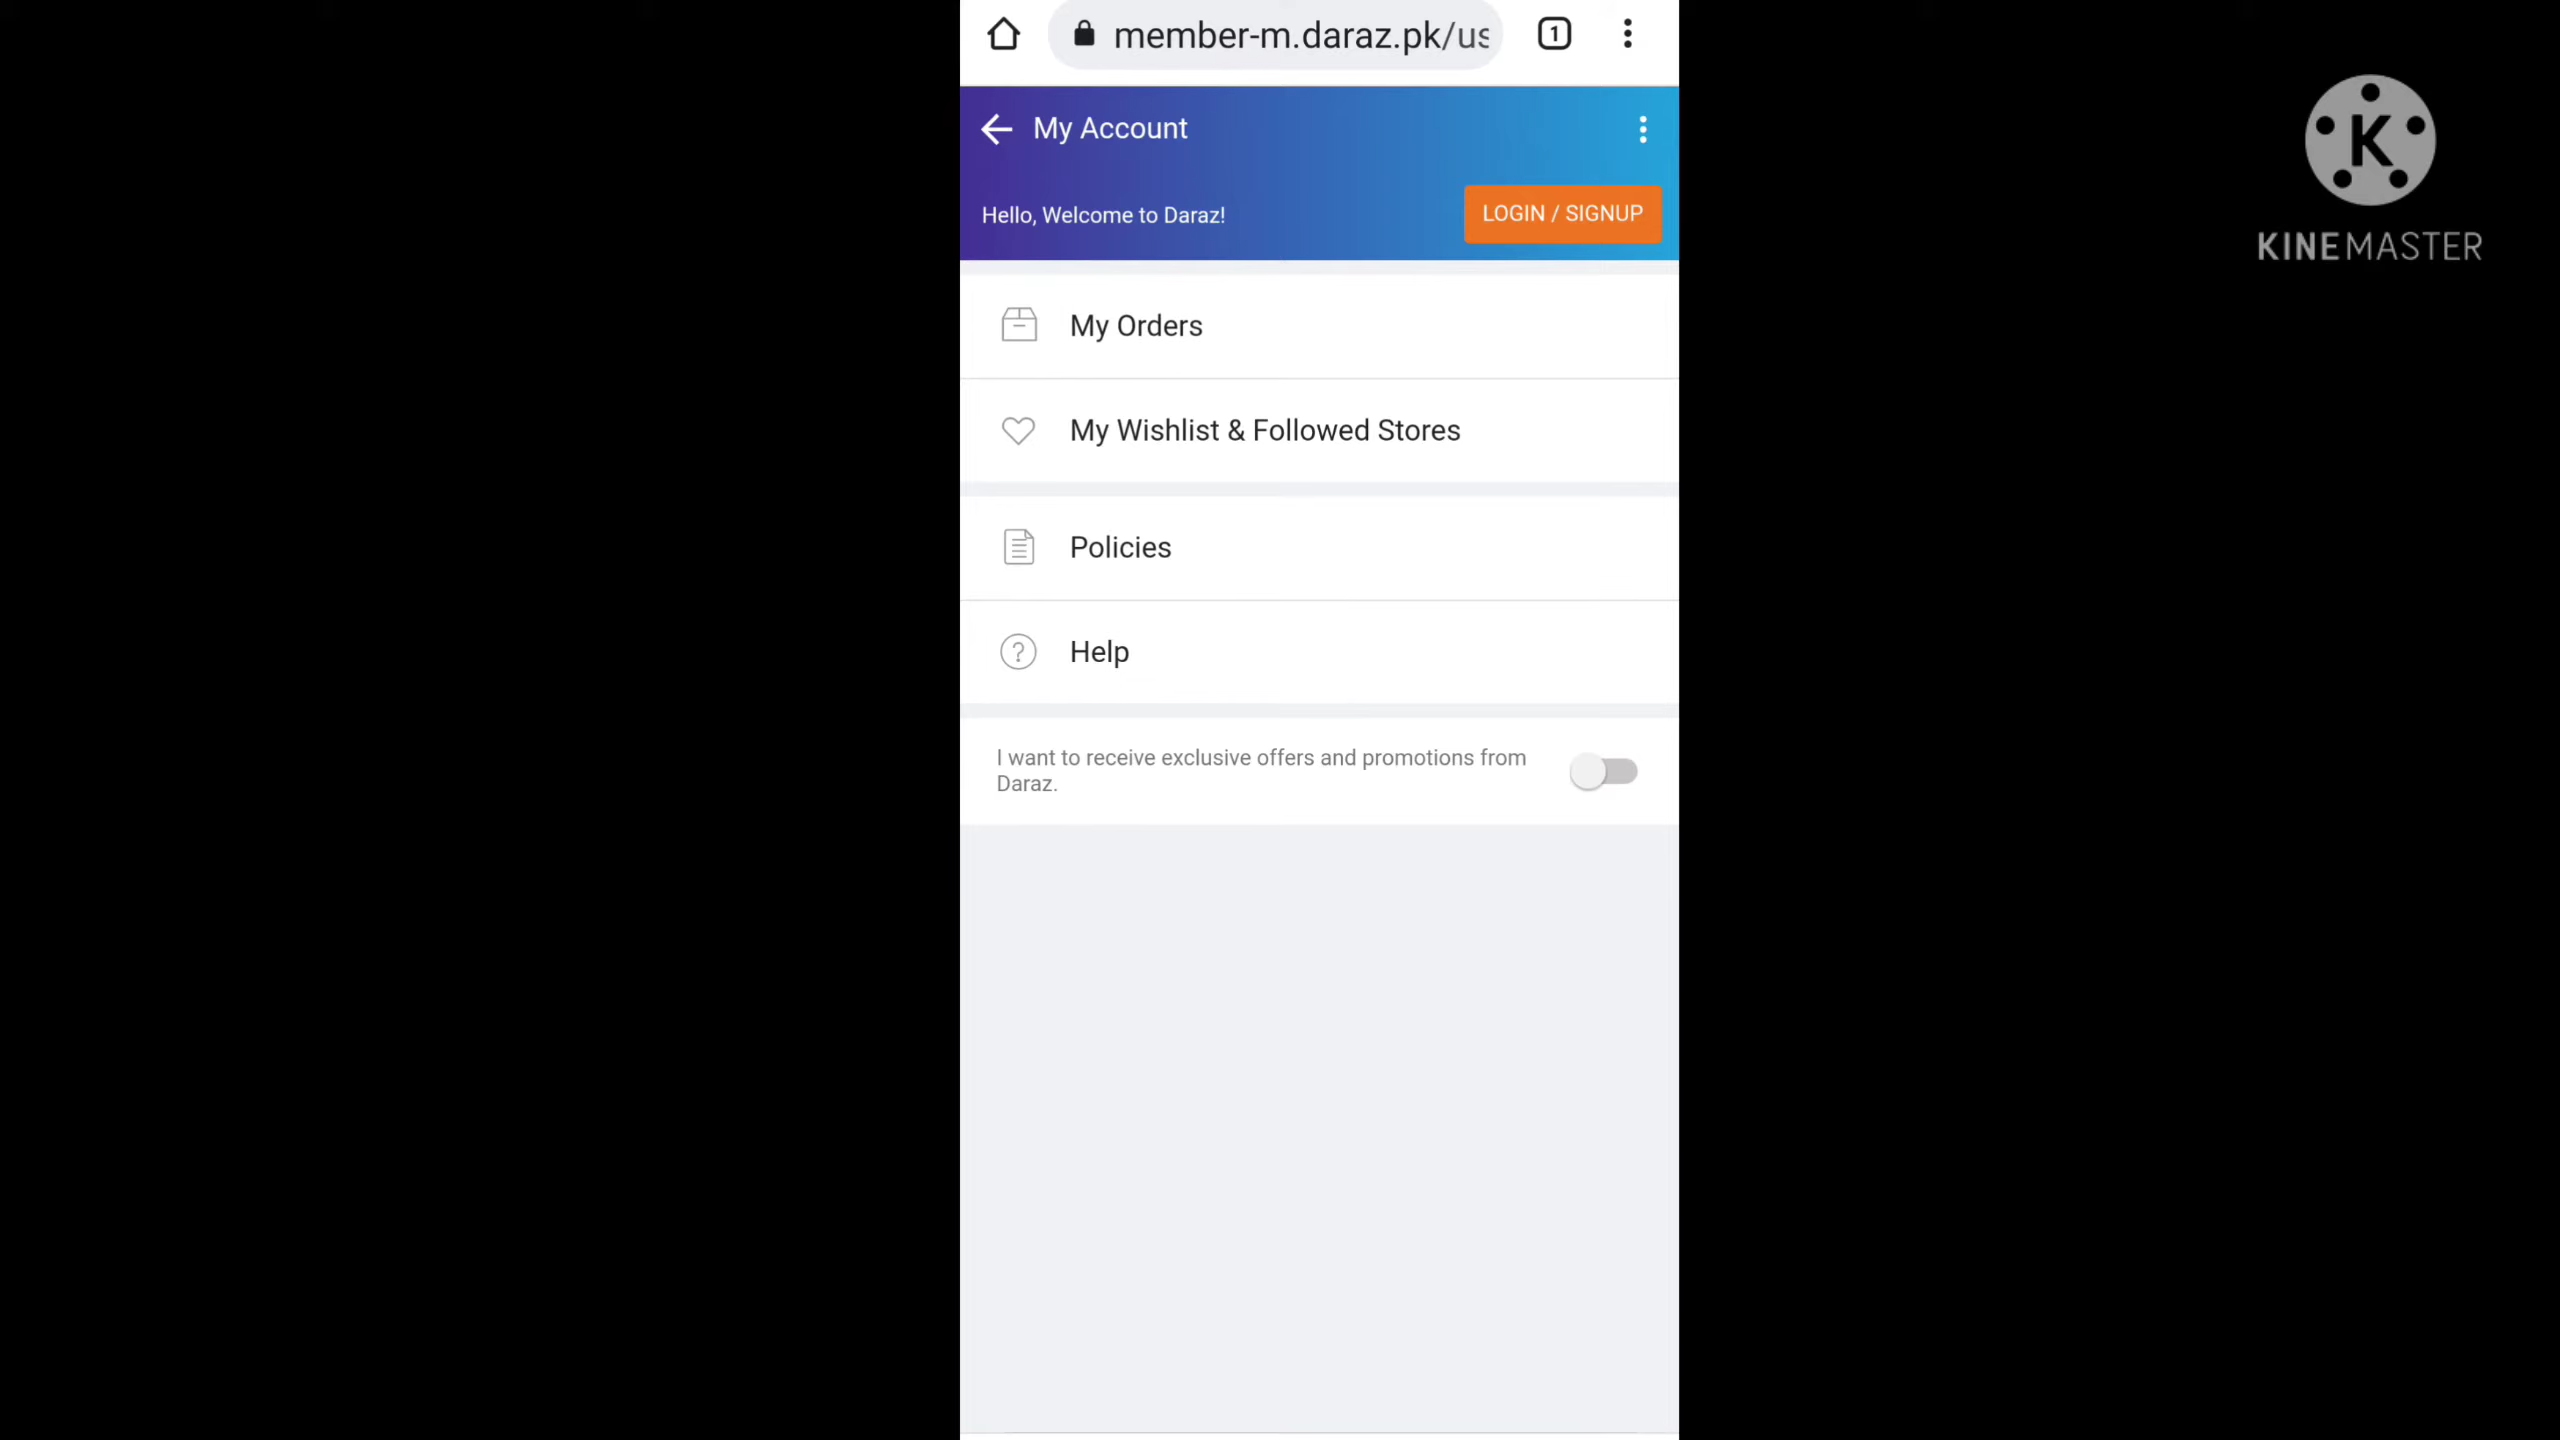 member-m.daraz.pk/us
1
My Account
Hello, Welcome to Daraz!
LOGIN / SIGNUP
My Orders
My Wishlist & Followed Stores
Policies
Help
I want to receive exclusive offers and promotions from
Daraz.
K
KINEMASTER